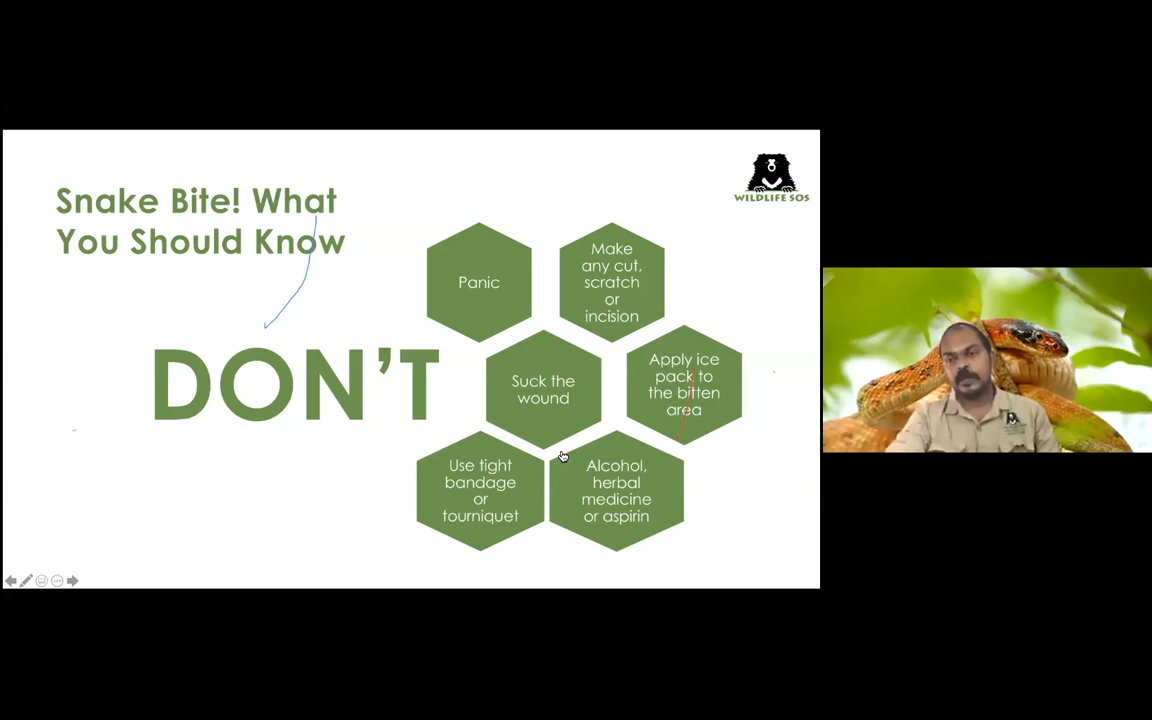 Snake Bite! What
You Should Know
WILDLIFE SOS
DON'T
Panic
Make
any cut,
scratch
or
incision
Suck the
wound
Apply ice
pack to
the bitten
area
Use tight
bandage
or
tourniquet
Alcohol,
herbal
medicine
or aspirin